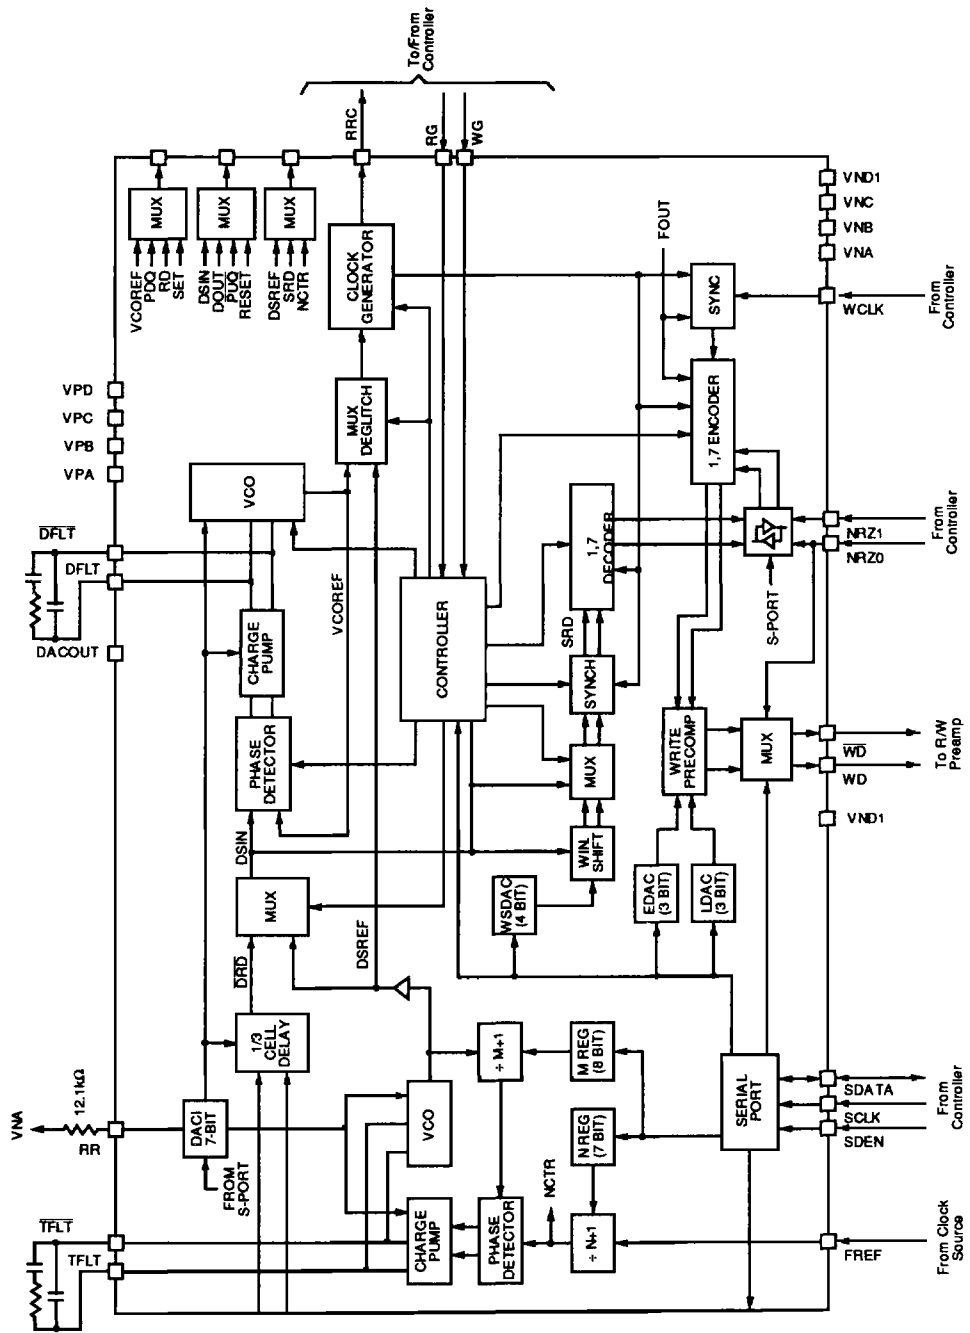 To/From
Controller
RRC
RG
WG
MUX
VCOREF
PDQ
RD
SET
MUX
DSIN
DOUT
PUQ
RESET
MUX
DSREF
SRD
NCTR
CLOCK
GENERATOR
FOUT
SYNC
VND1
VNC
VNB
VNA
WCLK
From
Controller
VPD
VPC
VPB
VPA
MUX
DEGLITCH
1,7 ENCODER
VCO
DFLT
DFLT
DACOUT
CHARGE
PUMP
VCOREF
CONTROLLER
1,7
DECODER
SRD
SYNCH
NRZ1
NRZ0
From
Controller
S-PORT
PHASE
DETECTOR
DSIN
MUX
WIN
SHIFT
WRITE
PRECOMP
MUX
WD
WD
To R/W
Preamp
VND1
MUX
DRD
DSREF
WSDAC
(4 BIT)
EDAC
(3 BIT)
LDAC
(3 BIT)
1/3
CELL
DELAY
VNA
12.1kΩ
RR
DACI
7-BIT
FROM
S-PORT
VCO
÷ M+1
M REG
(8 BIT)
N REG
(7 BIT)
SERIAL
PORT
SDATA
SCLK
SDEN
From
Controller
TFLT
TFLT
CHARGE
PUMP
PHASE
DETECTOR
NCTR
÷ N+1
FREF
From Clock
Source